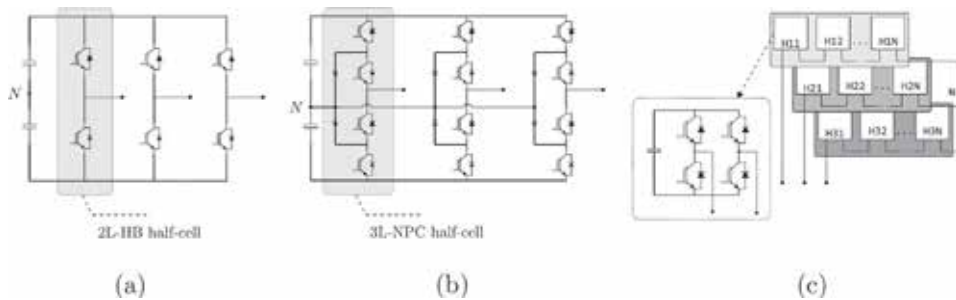 N
2L-HB half-cell
(a)
N
3L-NPC half-cell
(b)
H11 H12 H1N
H21 H22 H2N
N
H31 H32 H3N
(c)